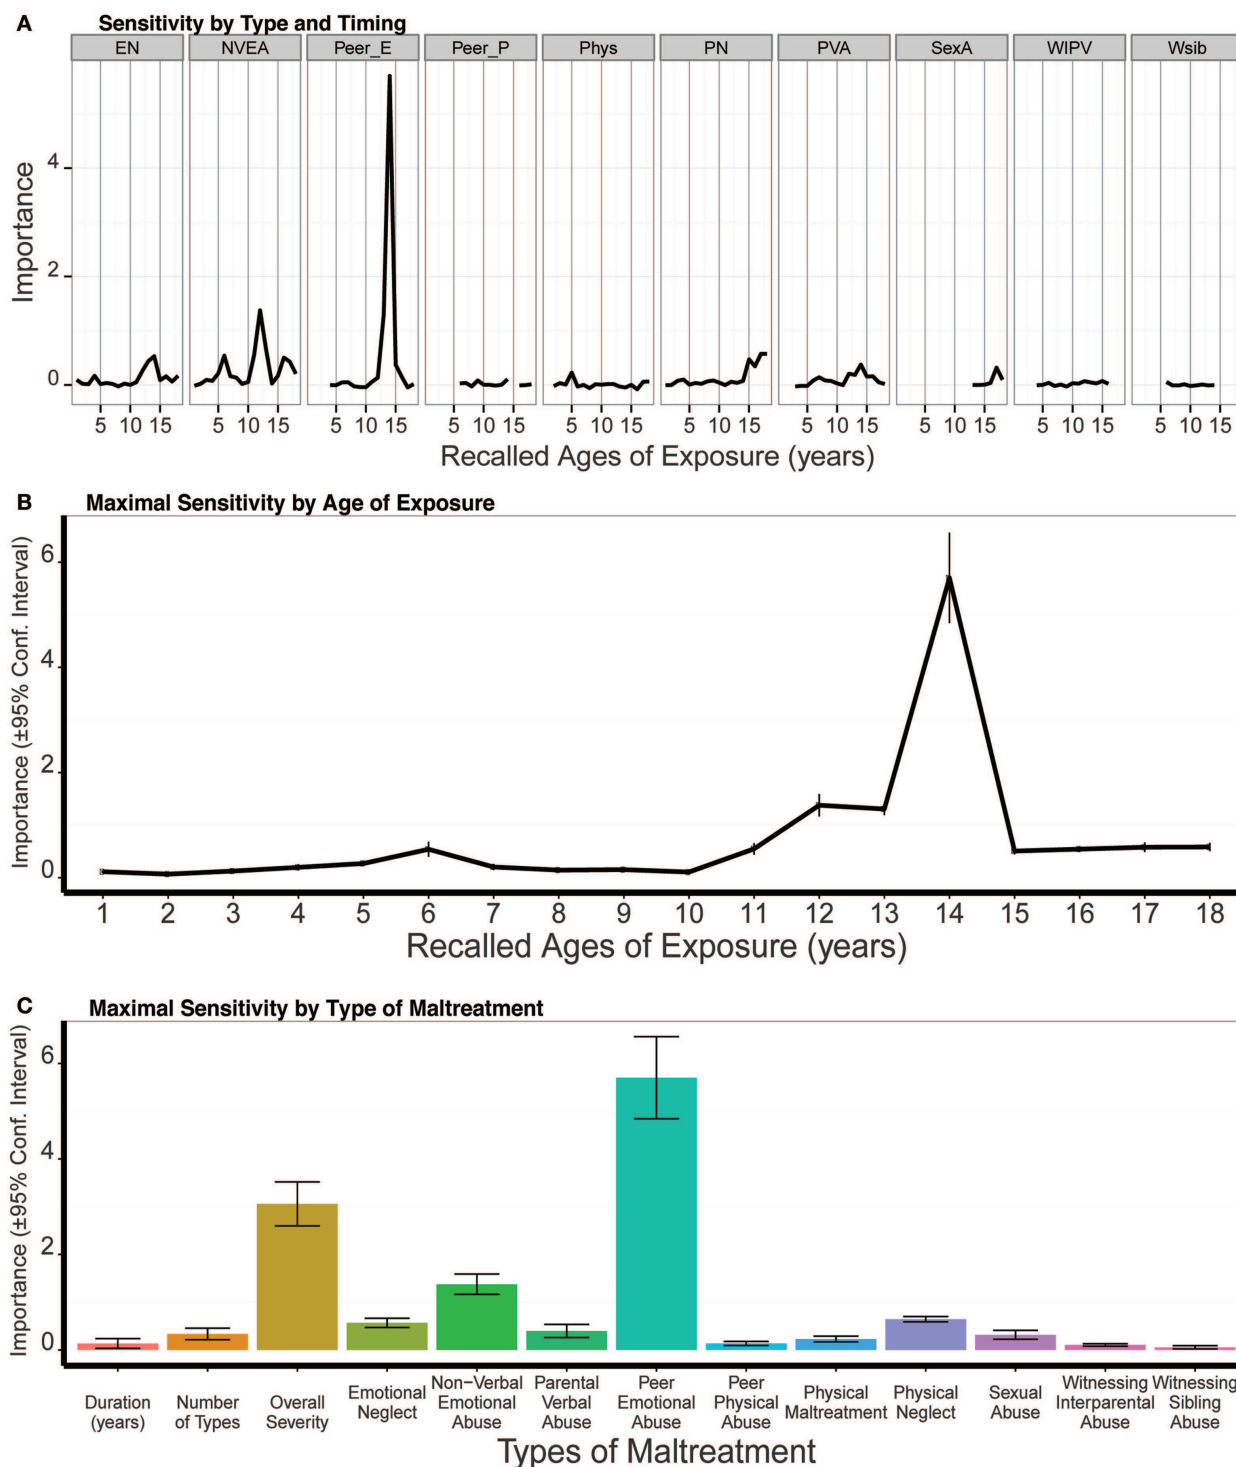 A Sensitivity by Type and Timing
EN NVEA Peer_E Peer_P Phys PN PVA SexA WIPV Wsib
Importance
4
2
0
5 10 15 5 10 15 5 10 15 5 10 15 5 10 15 5 10 15 5 10 15 5 10 15 5 10 15 5 10 15
Recalled Ages of Exposure (years)
B Maximal Sensitivity by Age of Exposure
Importance (±95% Conf. Interval)
6
4
2
0
1 2 3 4 5 6 7 8 9 10 11 12 13 14 15 16 17 18
Recalled Ages of Exposure (years)
C Maximal Sensitivity by Type of Maltreatment
Importance (±95% Conf. Interval)
6
4
2
0
Duration
(years)
Number
of Types
Overall
Severity
Emotional
Neglect
Non-Verbal
Emotional
Abuse
Parental
Verbal
Abuse
Peer
Emotional
Abuse
Peer
Physical
Abuse
Physical
Maltreatment
Physical
Neglect
Sexual
Abuse
Witnessing
Interparental
Abuse
Witnessing
Sibling
Abuse
Types of Maltreatment